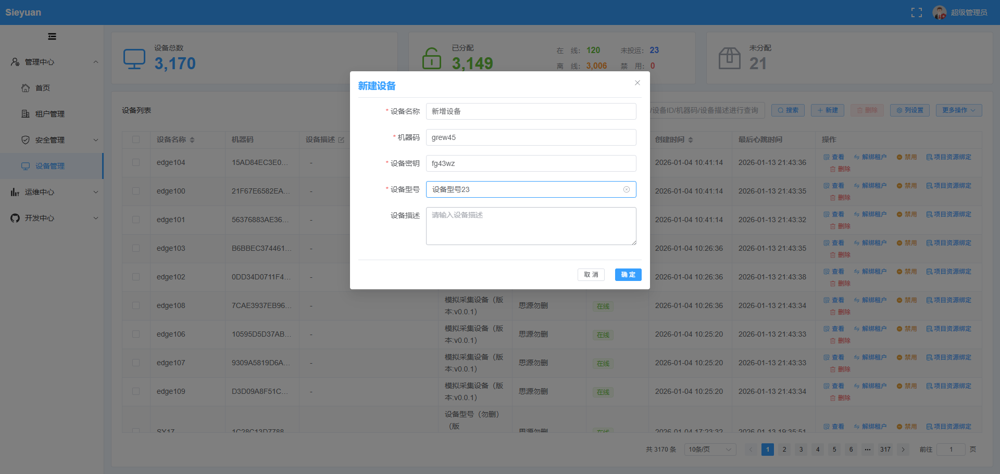 Sieyuan
超级管理员
管理中心
首页
租户管理
安全管理
设备管理
运维中心
开发中心
设备总数
3,170
已分配
3,149
在 线: 120 未投运: 23
离 线: 3,006 禁 用: 0
未分配
21
设备列表
/设备ID/机器码/设备描述进行查询 搜索 新建 删除 列设置 更多操作
设备名称 机器码 设备描述 创建时间 最后心跳时间 操作
edge104 15AD84EC3E0... - 2026-01-04 10:41:14 2026-01-13 21:43:36 查看 解绑租户 禁用 项目资源绑定
删除
edge100 21F67E6582EA... - 2026-01-04 10:41:14 2026-01-13 21:43:35 查看 解绑租户 禁用 项目资源绑定
删除
edge101 56376883AE36... - 2026-01-04 10:41:14 2026-01-13 21:43:32 查看 解绑租户 禁用 项目资源绑定
删除
edge103 B6BBEC374461... - 2026-01-04 10:26:36 2026-01-13 21:43:35 查看 解绑租户 禁用 项目资源绑定
删除
edge102 0DD34D0711F4... - 2026-01-04 10:26:36 2026-01-13 21:43:38 查看 解绑租户 禁用 项目资源绑定
删除
edge108 7CAE3937EB96... - 模拟采集设备（版本:v0.0.1） 思源勿删 在线 2026-01-04 10:26:36 2026-01-13 21:43:34 查看 解绑租户 禁用 项目资源绑定
删除
edge106 10595D5D37AB... - 模拟采集设备（版本:v0.0.1） 思源勿删 在线 2026-01-04 10:25:20 2026-01-13 21:43:33 查看 解绑租户 禁用 项目资源绑定
删除
edge107 9309A5819D6A... - 模拟采集设备（版本:v0.0.1） 思源勿删 在线 2026-01-04 10:25:20 2026-01-13 21:43:33 查看 解绑租户 禁用 项目资源绑定
删除
edge109 D3D09A8F51C... - 模拟采集设备（版本:v0.0.1） 思源勿删 在线 2026-01-04 10:25:20 2026-01-13 21:43:34 查看 解绑租户 禁用 项目资源绑定
删除
SY17 1C28C13D7788 设备型号（勿删）（版 思源勿删 在线 2026-01-04 17:23:32 2026-01-13 19:35:51 查看 解绑租户 禁用 项目资源绑定
共 3170 条 10条/页 1 2 3 4 5 6 ••• 317 前往 1 页
新建设备
* 设备名称 新增设备
* 机器码 grew45
* 设备密钥 fg43wz
* 设备型号 设备型号23
设备描述 请输入设备描述
取 消 确 定